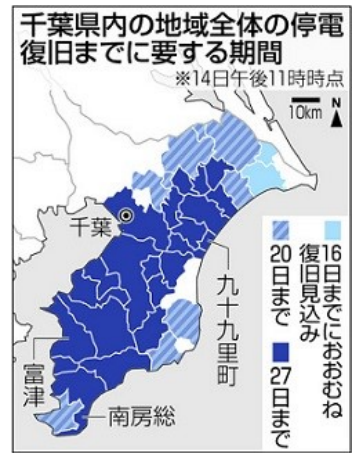 千葉県内の地域全体の停電
復旧までに要する期間
※14日午後11時時点
10km
N
千葉
九十九里町
富津
南房総
16日までにおおむね
復旧見込み
20日まで
27日まで